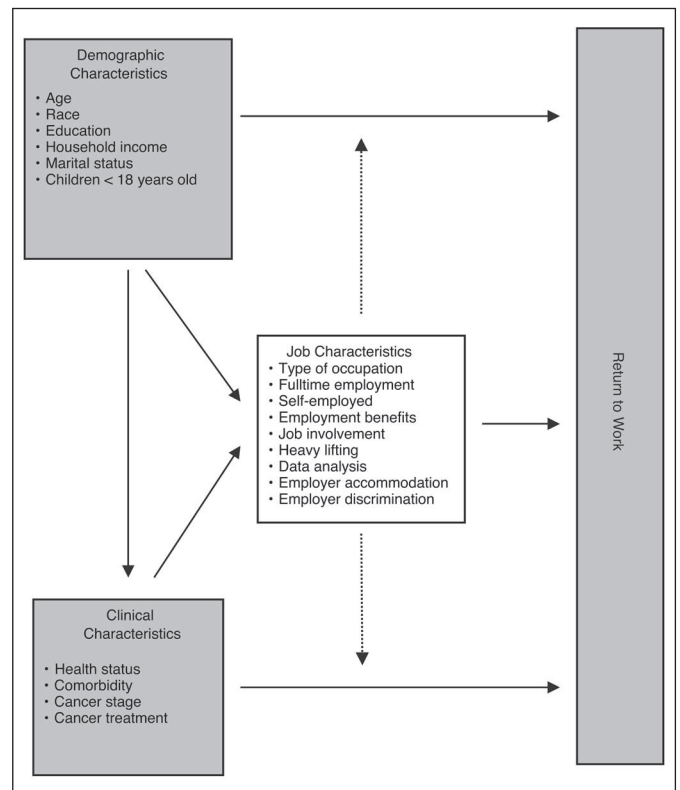 Demographic
Characteristics
• Age
• Race
• Education
• Household income
• Marital status
• Children < 18 years old
Job Characteristics
• Type of occupation
• Fulltime employment
• Self-employed
• Employment benefits
• Job involvement
• Heavy lifting
• Data analysis
• Employer accommodation
• Employer discrimination
Clinical
Characteristics
• Health status
• Comorbidity
• Cancer stage
• Cancer treatment
Return to Work